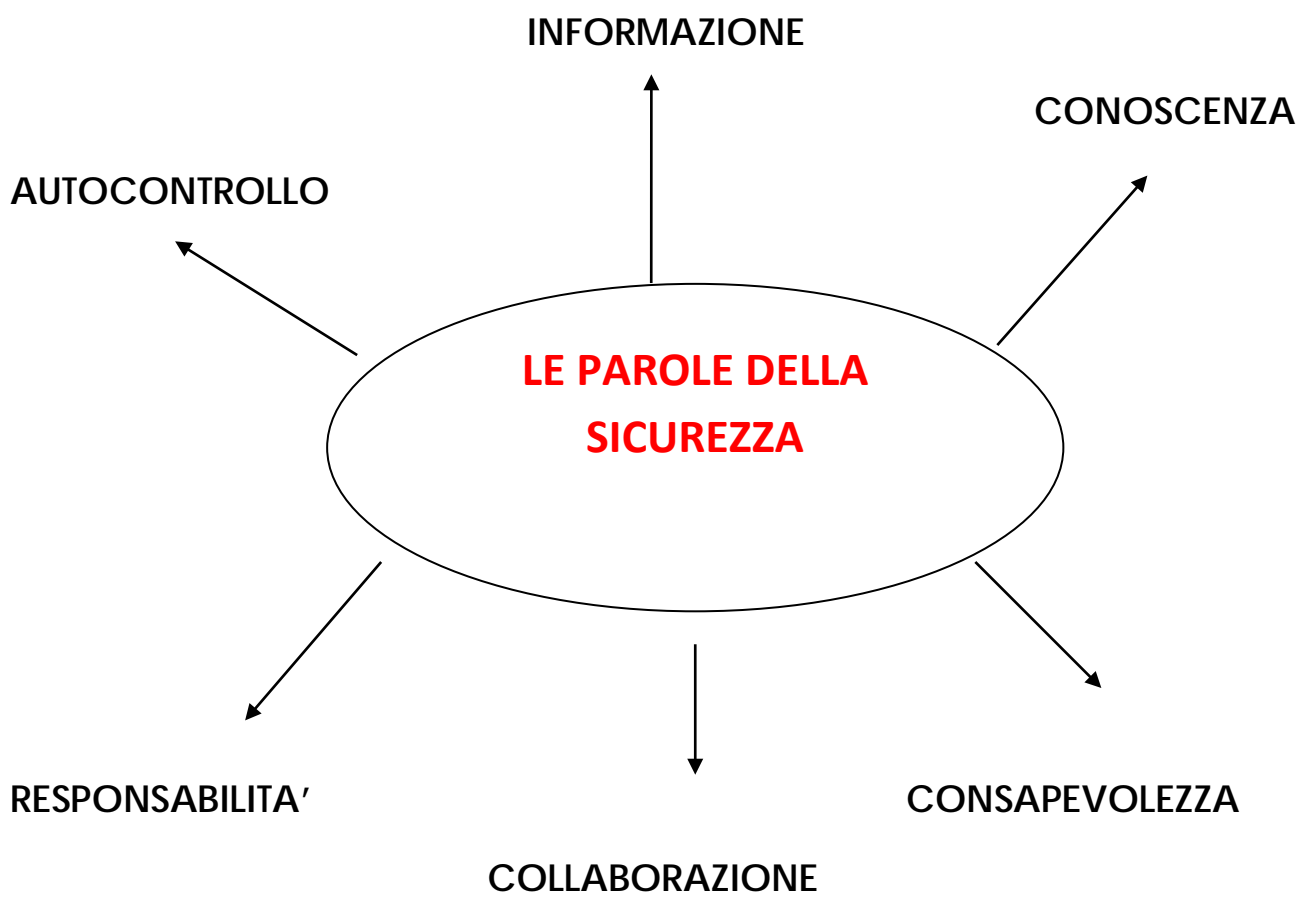 INFORMAZIONE
CONOSCENZA
AUTOCONTROLLO
LE PAROLE DELLA
SICUREZZA
RESPONSABILITA’
CONSAPEVOLEZZA
COLLABORAZIONE